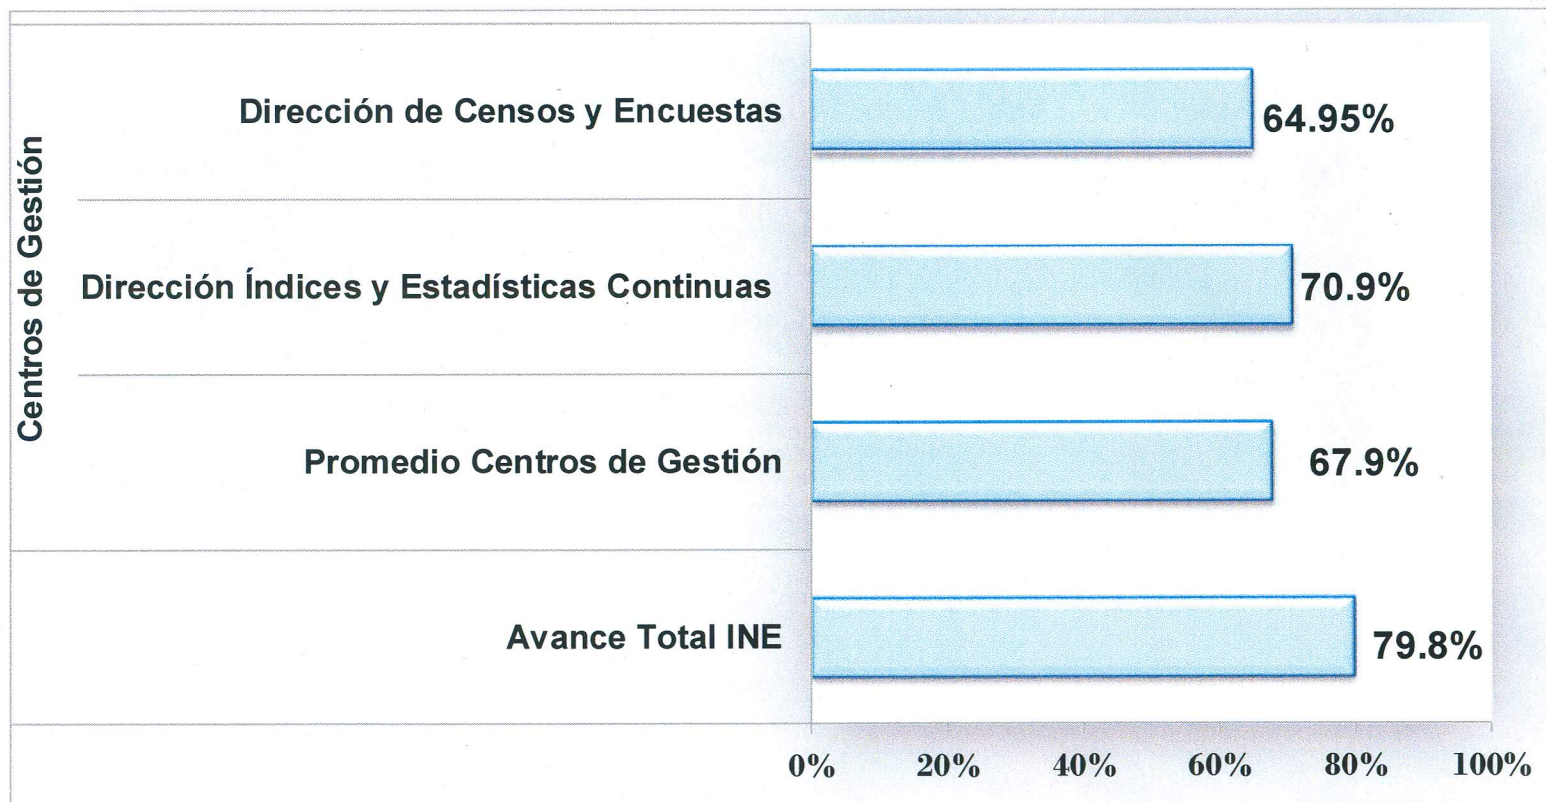 Centros de Gestión
Dirección de Censos y Encuestas
64.95%
Dirección Índices y Estadísticas Continuas
70.9%
Promedio Centros de Gestión
67.9%
Avance Total INE
79.8%
0% 20% 40% 60% 80% 100%